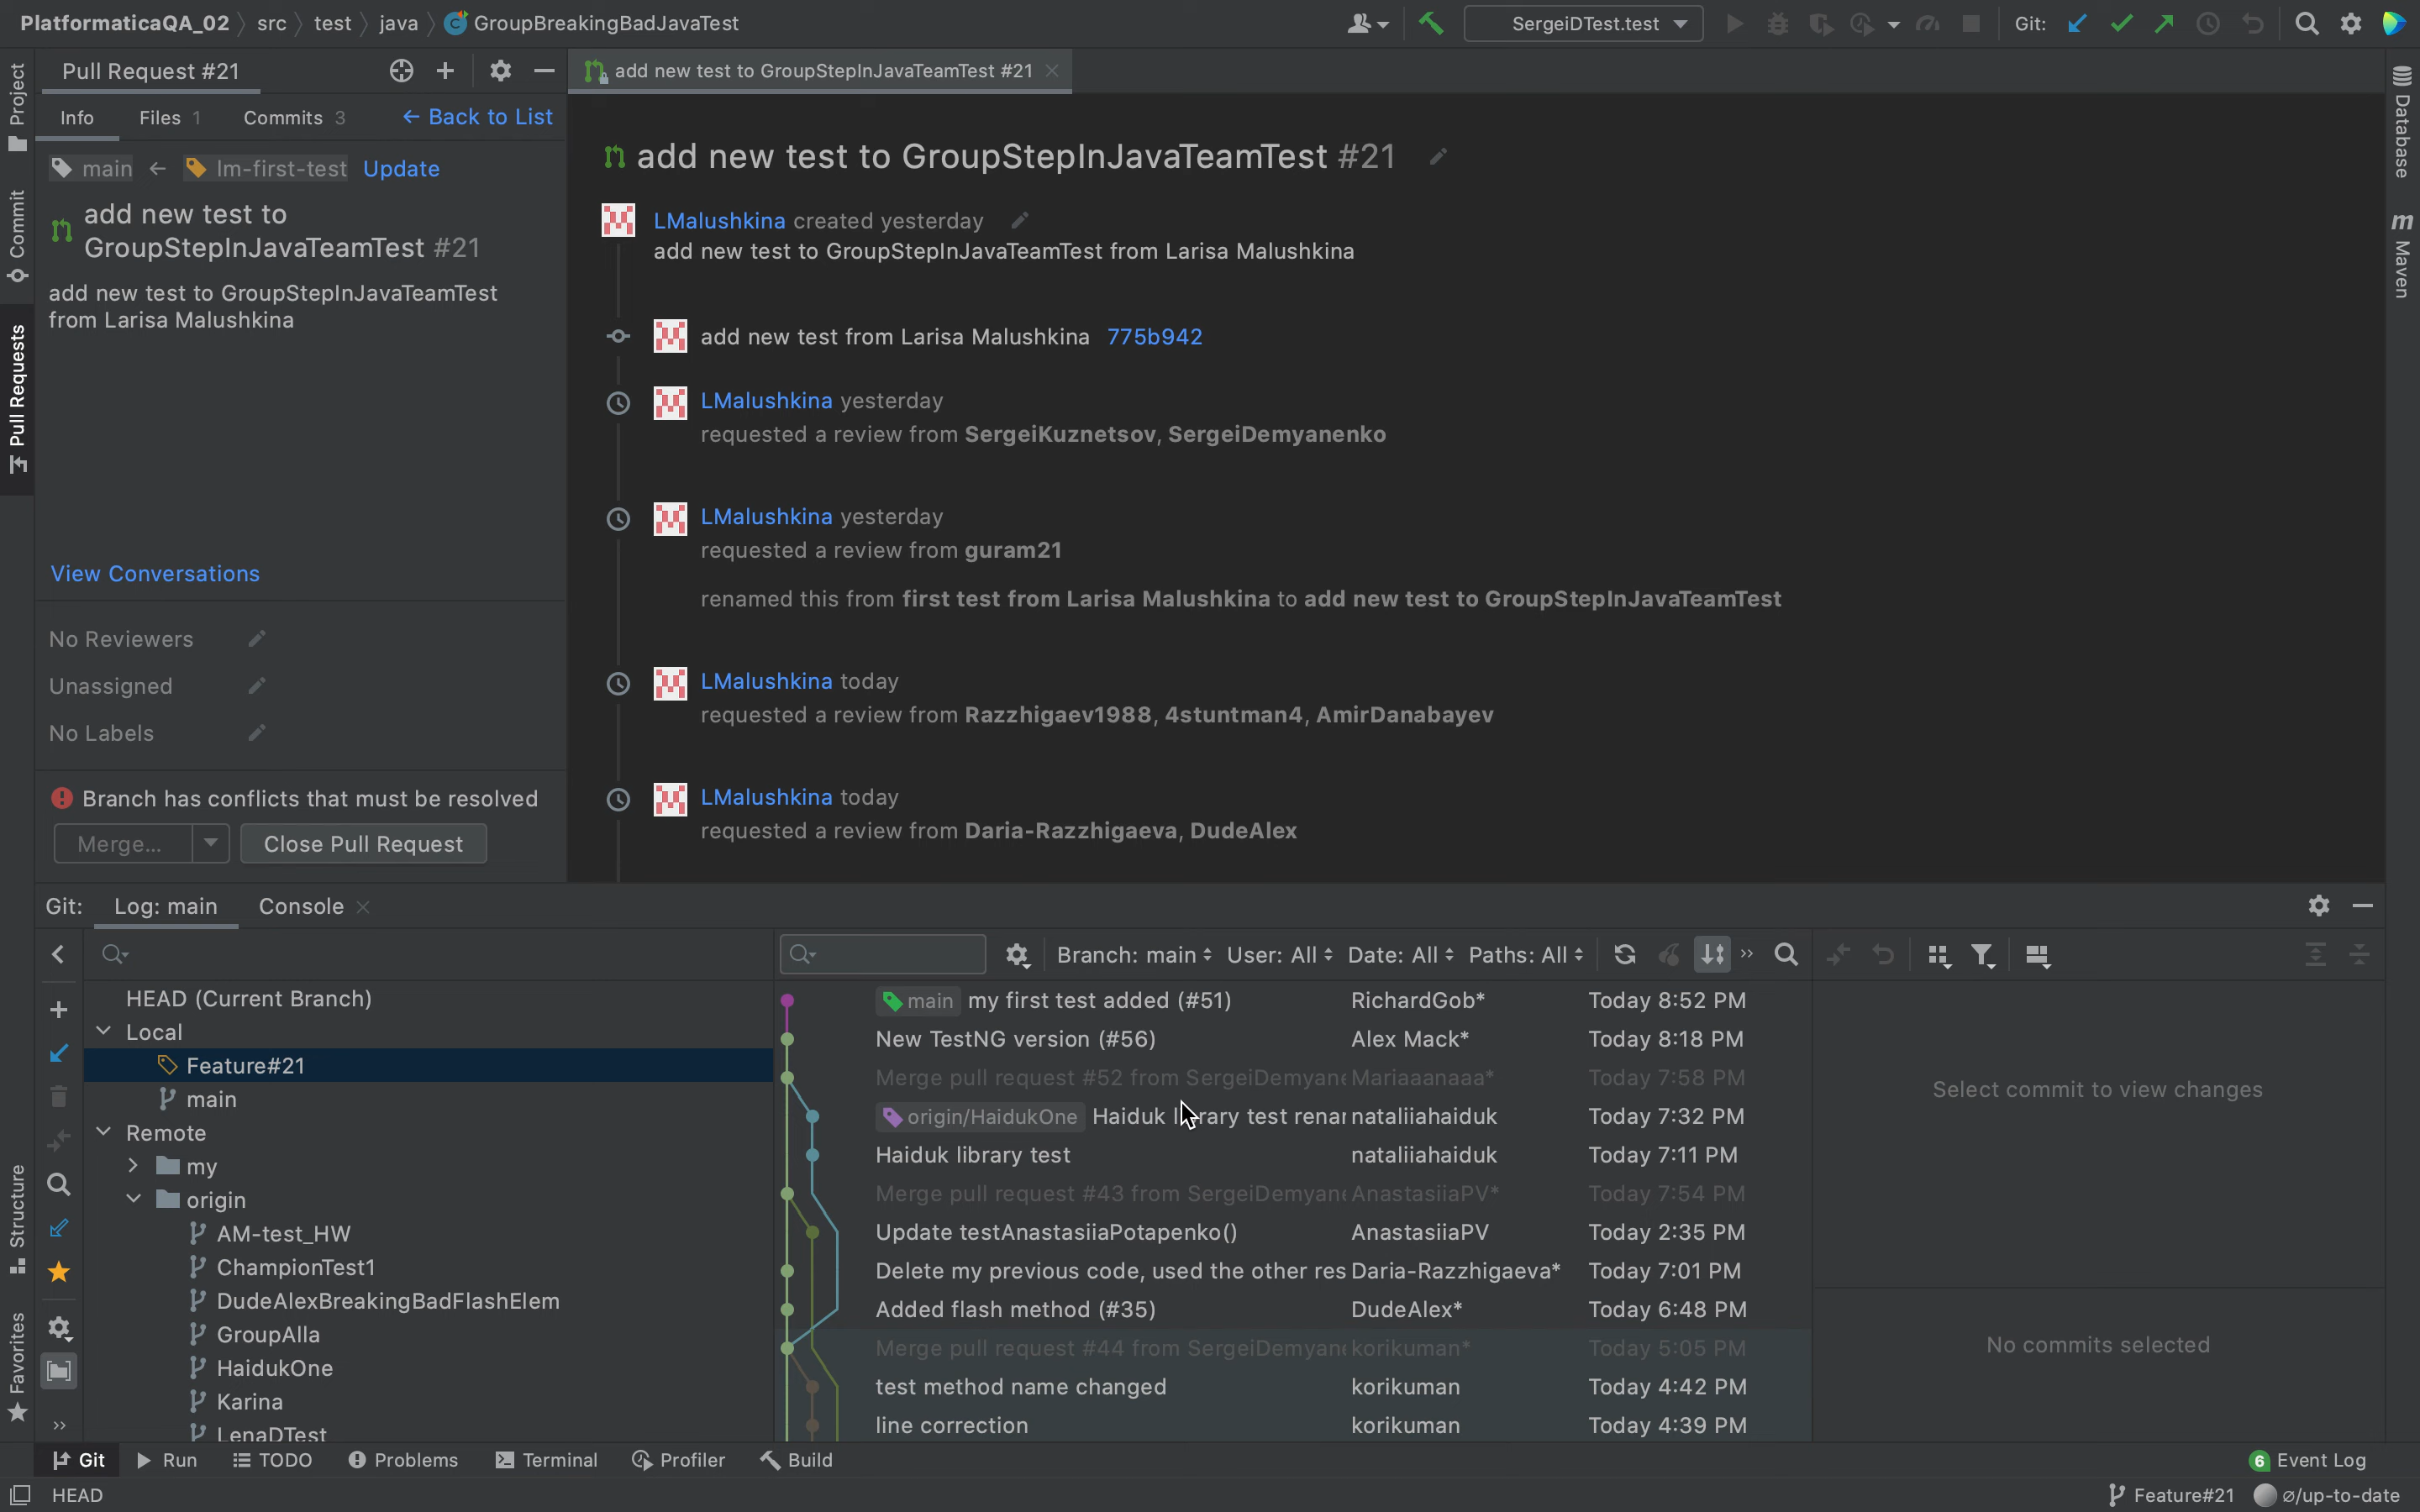 PlatformaticaQA_02 src test java GroupBreakingBadJavaTest SergeiDTest.test Git:
Pull Request #21
add new test to GroupStepInJavaTeamTest #21
Info Files 1 Commits 3 ← Back to List
main ← lm-first-test Update
add new test to
GroupStepInJavaTeamTest #21
add new test to GroupStepInJavaTeamTest
from Larisa Malushkina
View Conversations
No Reviewers
Unassigned
No Labels
Branch has conflicts that must be resolved
Merge... Close Pull Request
add new test to GroupStepInJavaTeamTest #21
LMalushkina created yesterday
add new test to GroupStepInJavaTeamTest from Larisa Malushkina
add new test from Larisa Malushkina 775b942
LMalushkina yesterday
requested a review from SergeiKuznetsov, SergeiDemyanenko
LMalushkina yesterday
requested a review from guram21
renamed this from first test from Larisa Malushkina to add new test to GroupStepInJavaTeamTest
LMalushkina today
requested a review from Razzhigaev1988, 4stuntman4, AmirDanabayev
LMalushkina today
requested a review from Daria-Razzhigaeva, DudeAlex
Project
Commit
Pull Requests
Structure
Favorites
Database
m Maven
Git: Log: main Console
HEAD (Current Branch)
Local
Feature#21
main
Remote
my
origin
AM-test_HW
ChampionTest1
DudeAlexBreakingBadFlashElem
GroupAlla
HaidukOne
Karina
LenaDTest
Branch: main User: All Date: All Paths: All
main my first test added (#51) RichardGob* Today 8:52 PM
New TestNG version (#56) Alex Mack* Today 8:18 PM
Merge pull request #52 from SergeiDemyane Mariaaanaaa* Today 7:58 PM
origin/HaidukOne Haiduk library test renar nataliiahaiduk Today 7:32 PM
Haiduk library test nataliiahaiduk Today 7:11 PM
Merge pull request #43 from SergeiDemyane AnastasiiaPV* Today 7:54 PM
Update testAnastasiiaPotapenko() AnastasiiaPV Today 2:35 PM
Delete my previous code, used the other res Daria-Razzhigaeva* Today 7:01 PM
Added flash method (#35) DudeAlex* Today 6:48 PM
Merge pull request #44 from SergeiDemyane korikuman* Today 5:05 PM
test method name changed korikuman Today 4:42 PM
line correction korikuman Today 4:39 PM
Select commit to view changes
No commits selected
Git Run TODO Problems Terminal Profiler Build 6 Event Log
HEAD Feature#21 ∅/up-to-date